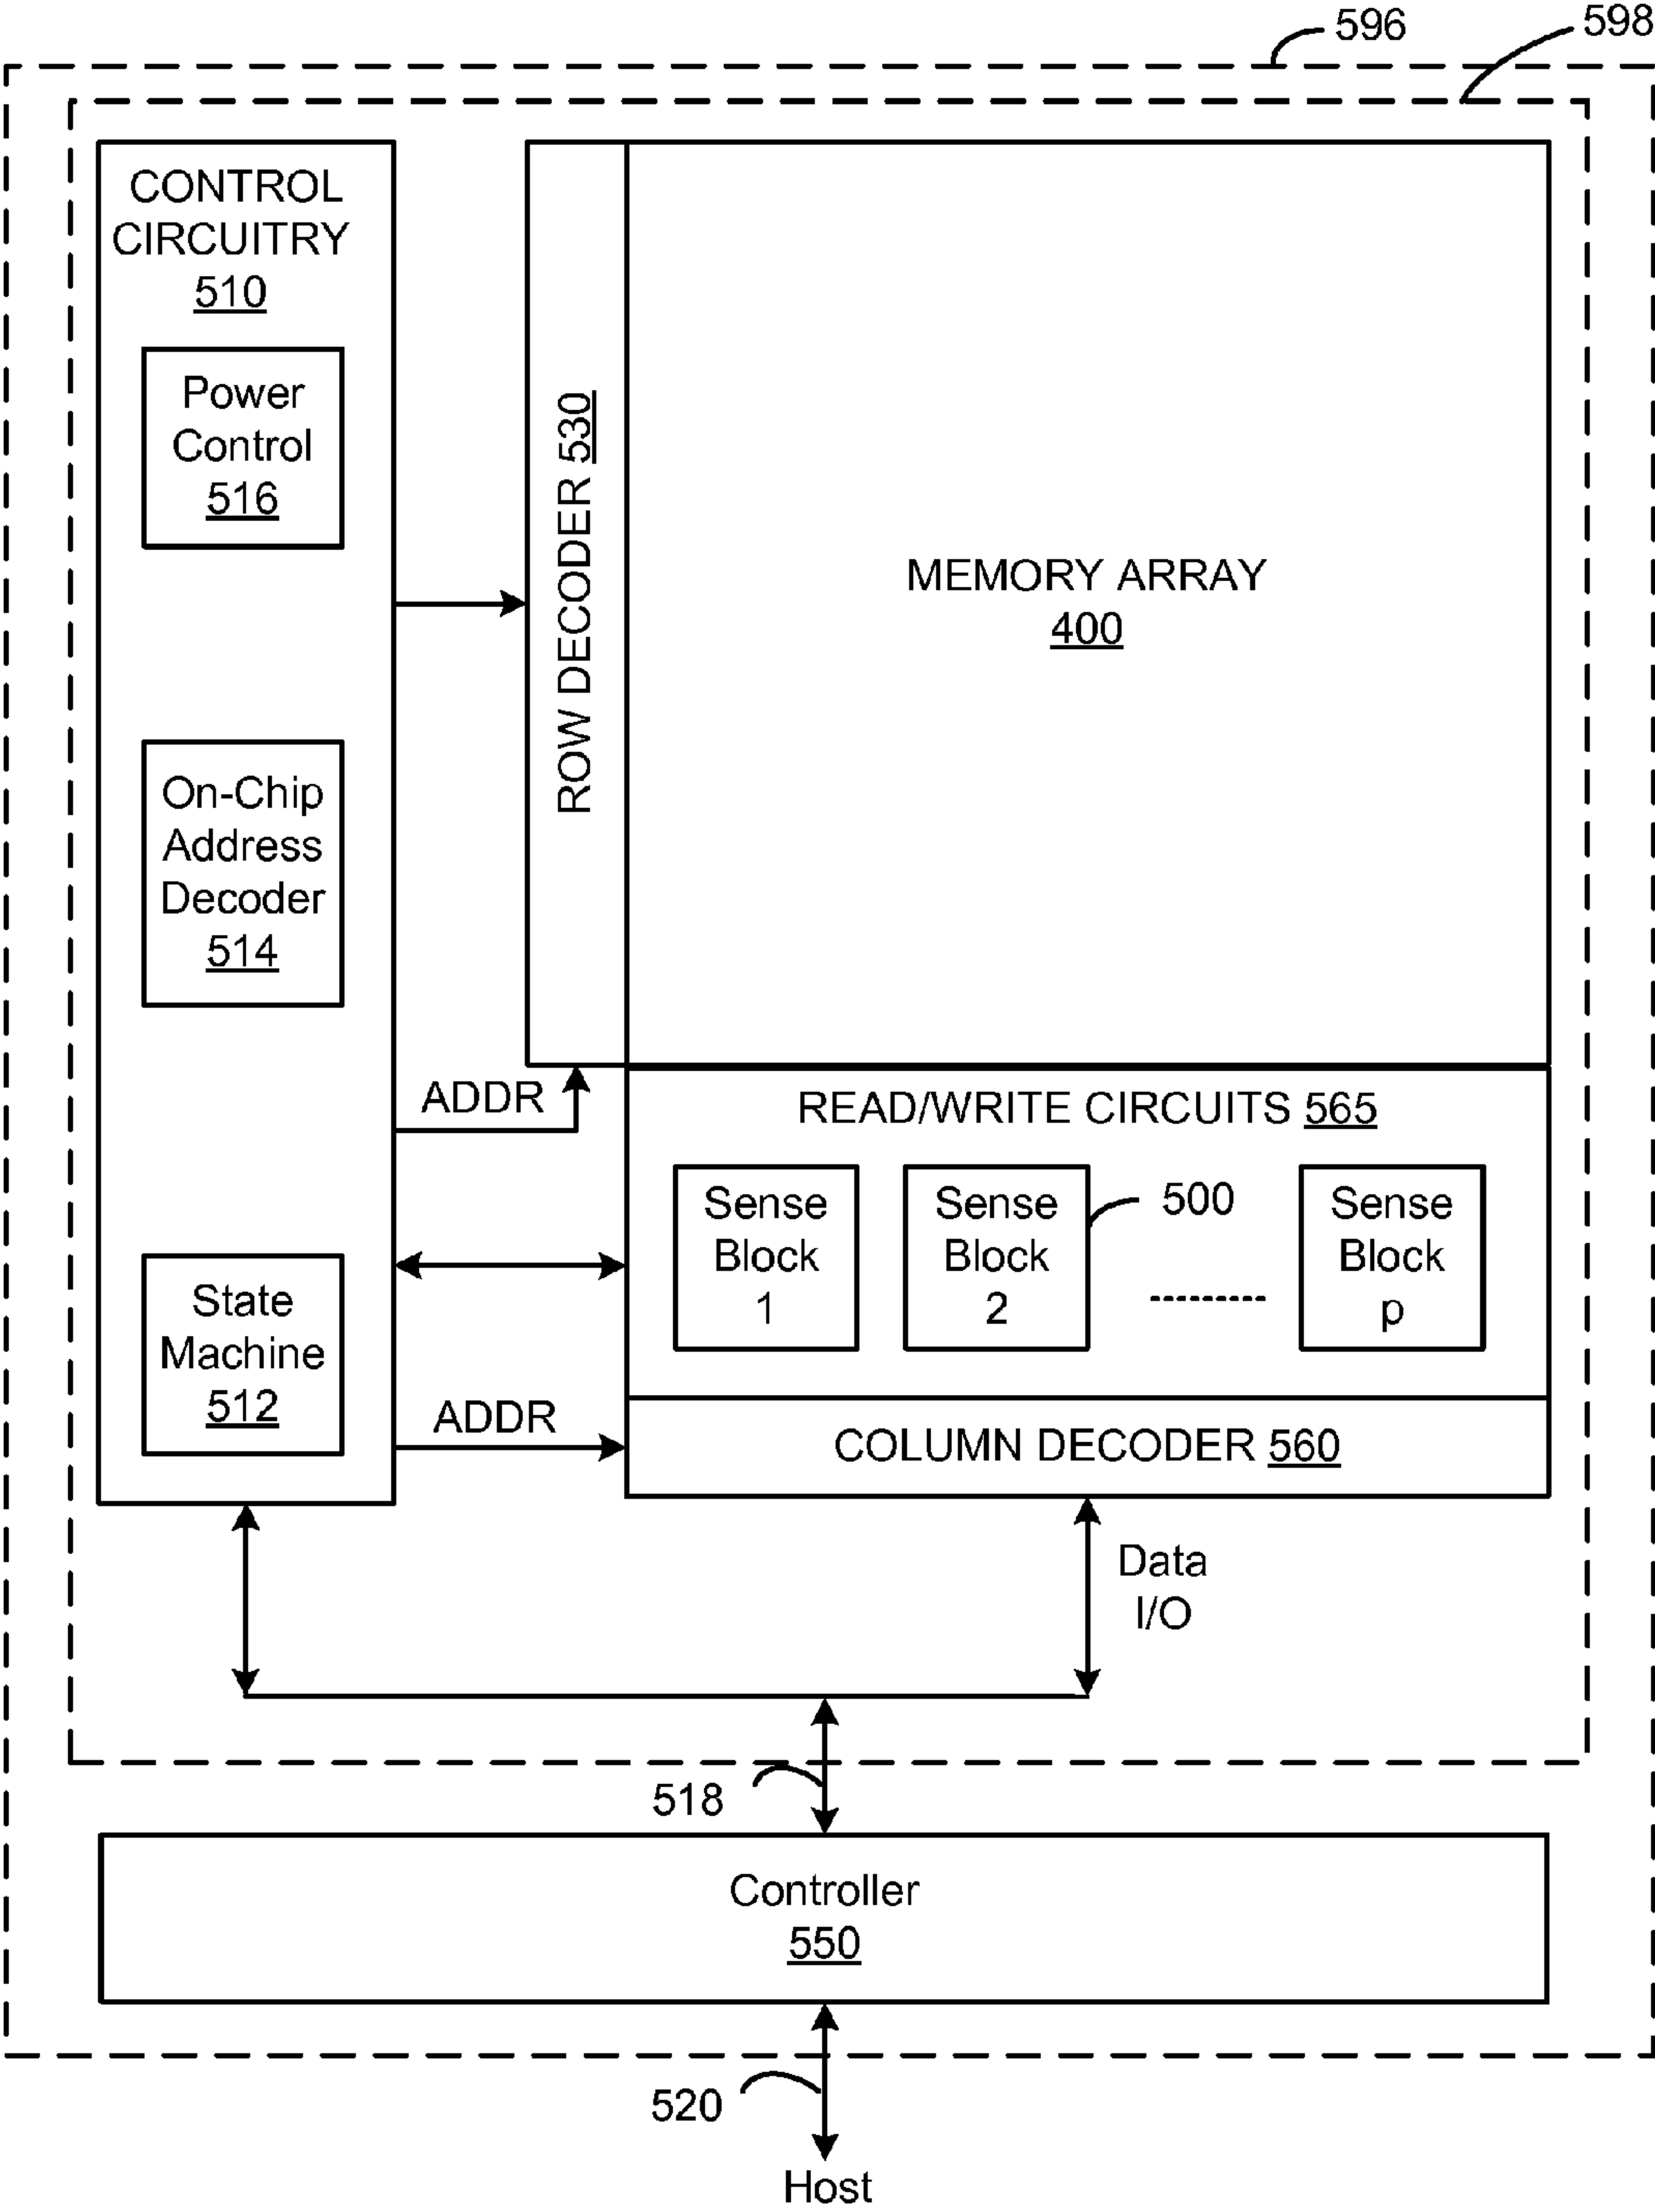 596
598
CONTROL
CIRCUITRY
510
Power
Control
516
On-Chip
Address
Decoder
514
State
Machine
512
ROW DECODER 530
MEMORY ARRAY
400
ADDR
READ/WRITE CIRCUITS 565
Sense
Block
1
Sense
Block
2
500
Sense
Block
p
ADDR
COLUMN DECODER 560
Data
I/O
518
Controller
550
520
Host